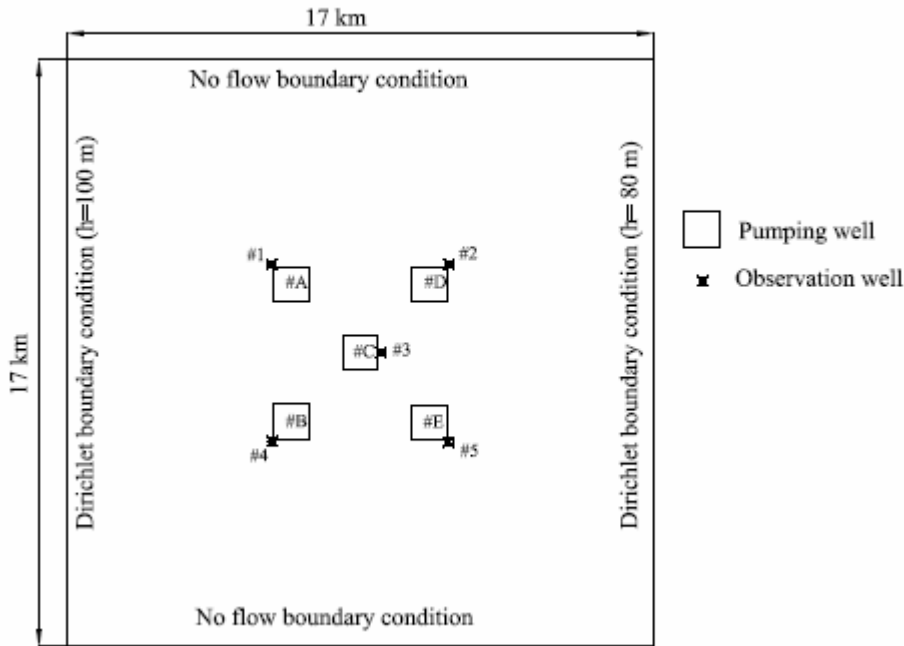 17 km
No flow boundary condition
17 km
Dirichlet boundary condition (h=100 m)
Dirichlet boundary condition (h= 80 m)
#1
#2
#A
#D
#C
#3
#B
#E
#4
#5
No flow boundary condition
Pumping well
Observation well